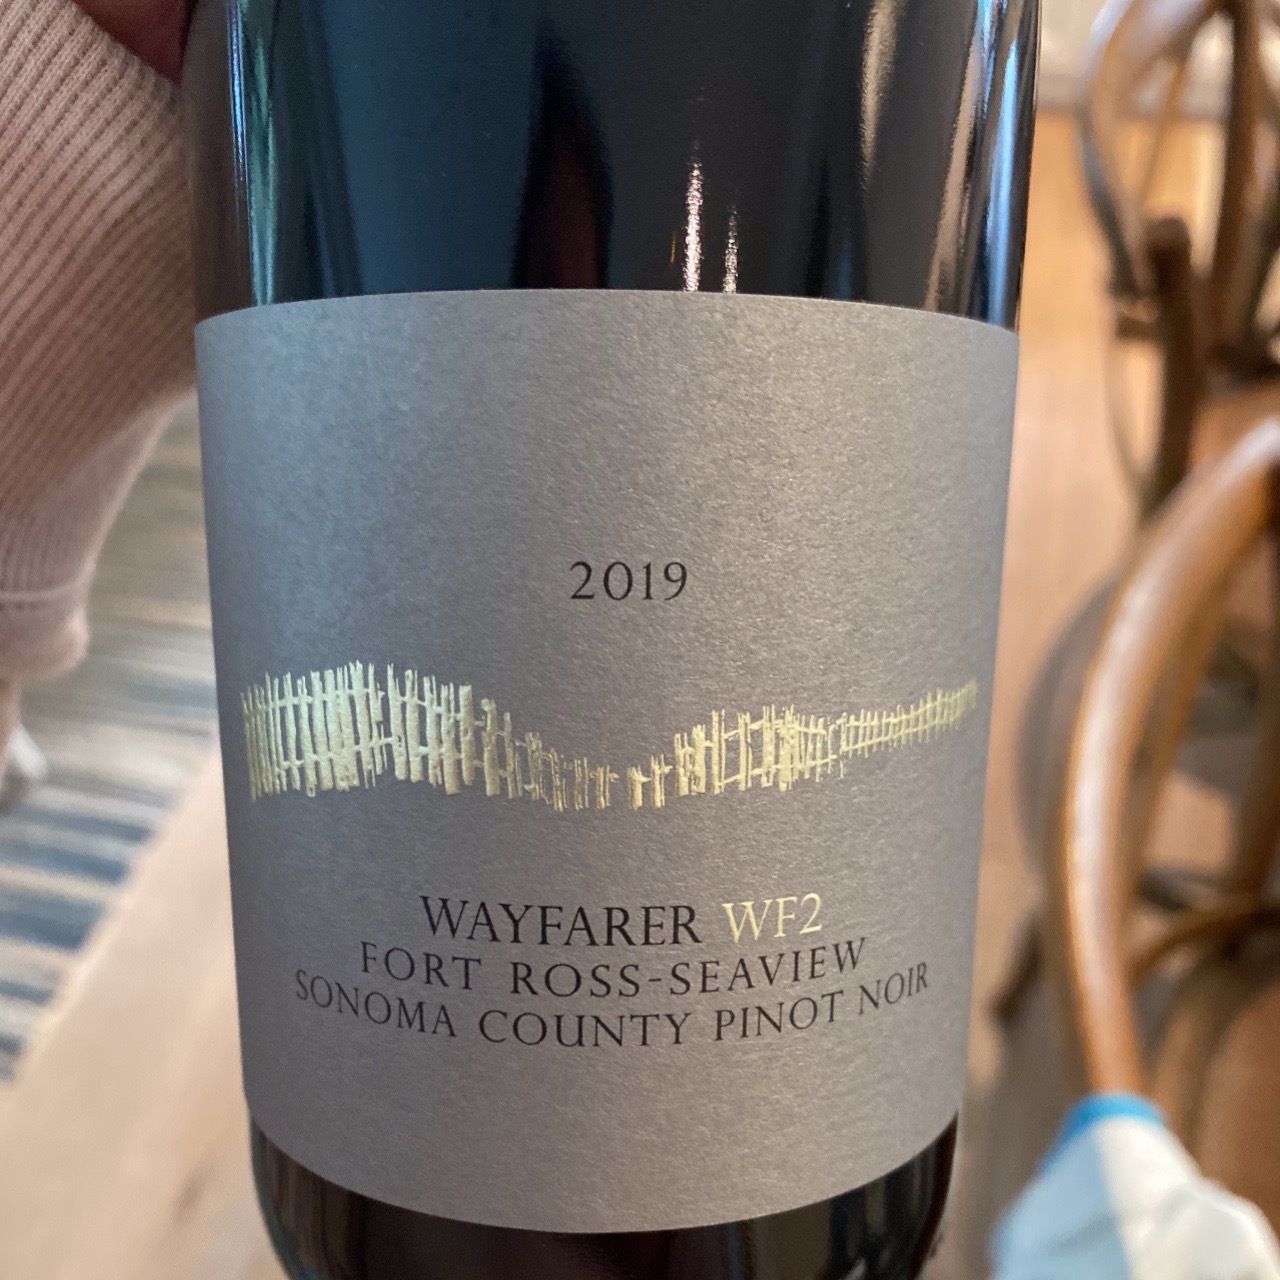 2019
WAYFARER WF2
FORT ROSS-SEAVIEW
SONOMA COUNTY PINOT NOIR